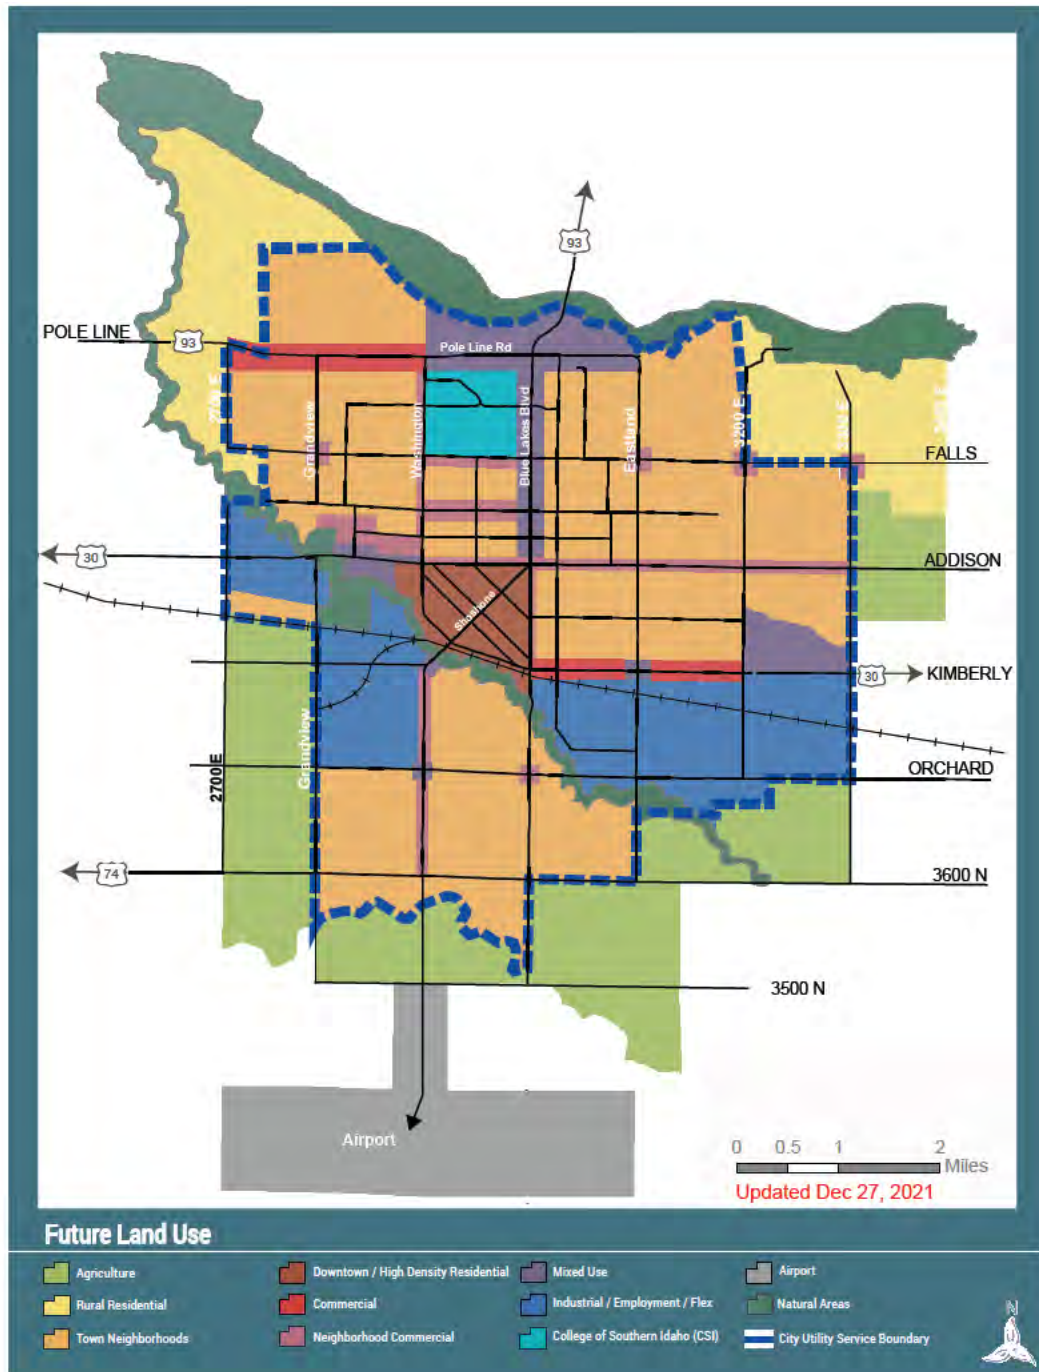 93
POLE LINE
93
Pole Line Rd
Grandview
Washington
Blue Lakes Blvd
Eastland
3200 E
FALLS
30
ADDISON
Shoshone
30
KIMBERLY
Grandview
2700 E
ORCHARD
74
3600 N
3500 N
Airport
0 0.5 1 2
Miles
Updated Dec 27, 2021
Future Land Use
Agriculture
Rural Residential
Town Neighborhoods
Downtown / High Density Residential
Commercial
Neighborhood Commercial
Mixed Use
Industrial / Employment / Flex
College of Southern Idaho (CSI)
Airport
Natural Areas
City Utility Service Boundary
N